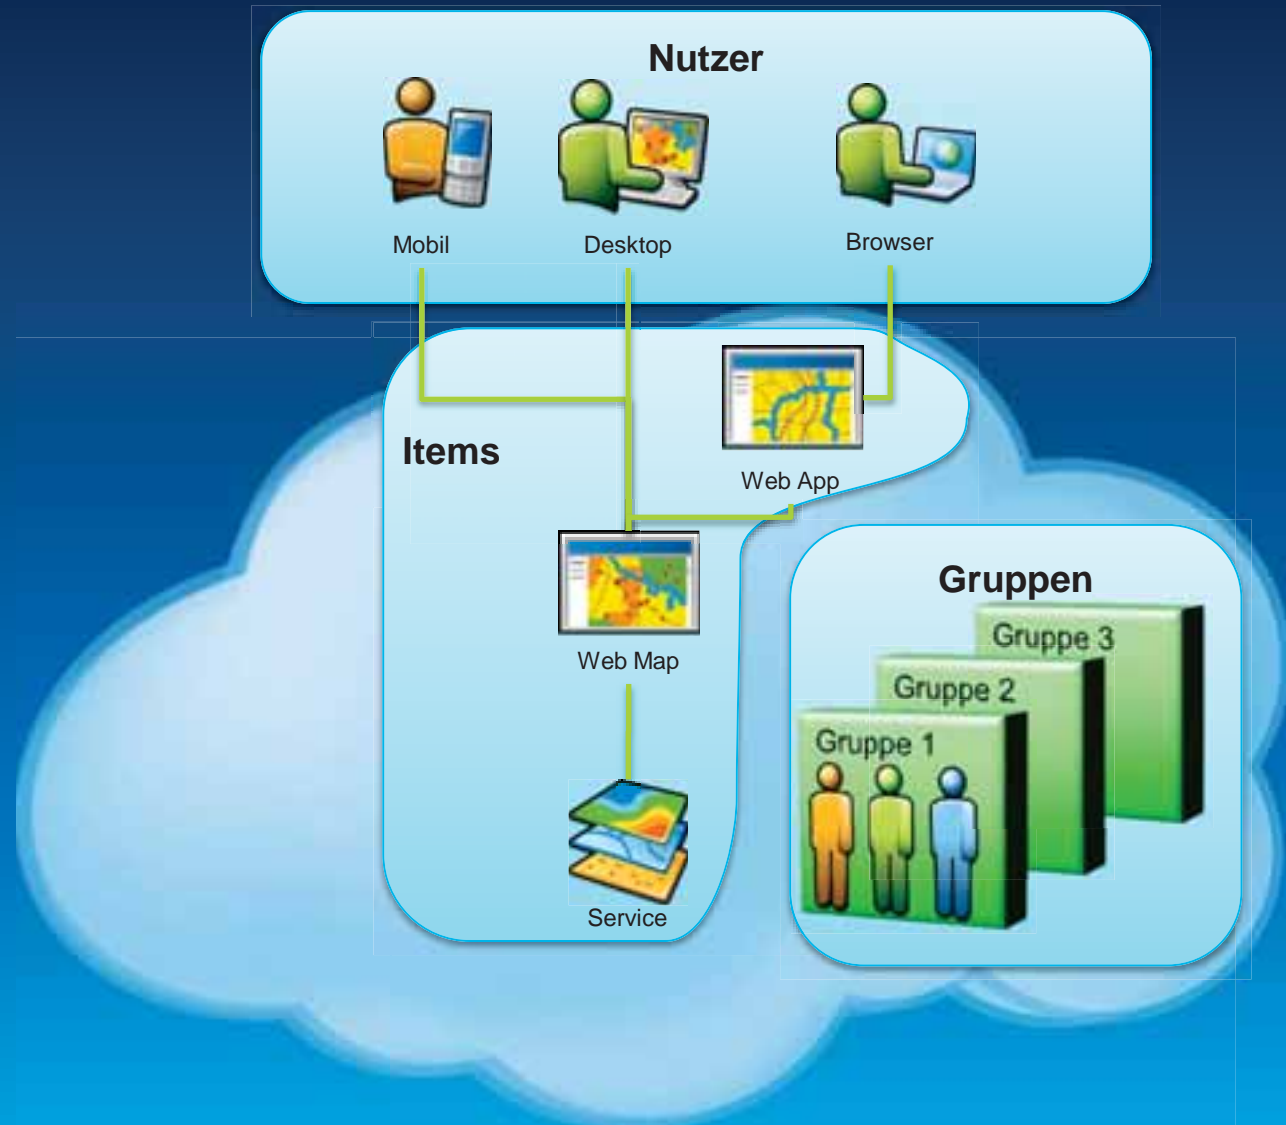 Nutzer
Mobil
Desktop
Browser
Items
Web App
Web Map
Service
Gruppen
Gruppe 3
Gruppe 2
Gruppe 1